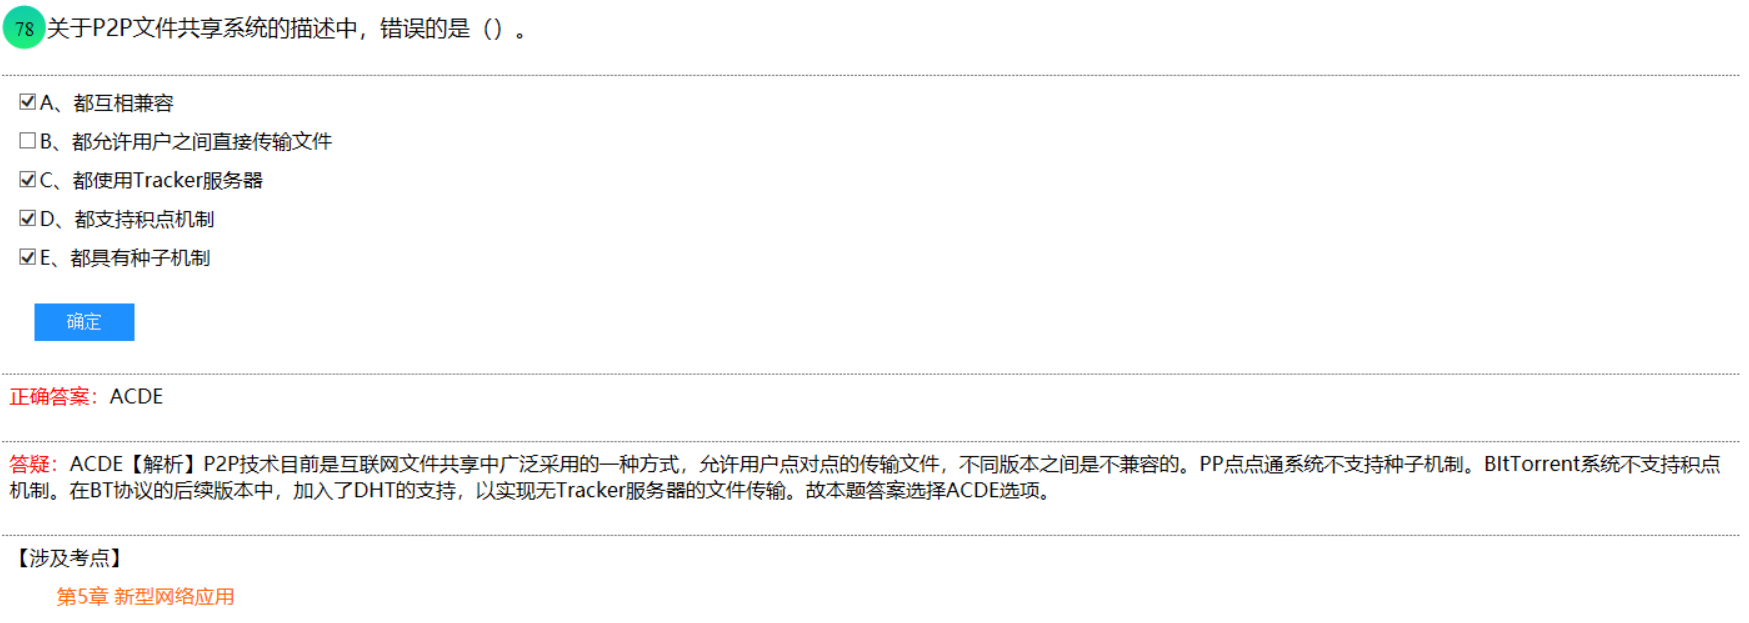 78 关于P2P文件共享系统的描述中，错误的是（）。
A、都互相兼容
B、都允许用户之间直接传输文件
C、都使用Tracker服务器
D、都支持积点机制
E、都具有种子机制
确定
正确答案：ACDE
答疑：ACDE【解析】P2P技术目前是互联网文件共享中广泛采用的一种方式，允许用户点对点的传输文件，不同版本之间是不兼容的。PP点点通系统不支持种子机制。BItTorrent系统不支持积点
机制。在BT协议的后续版本中，加入了DHT的支持，以实现无Tracker服务器的文件传输。故本题答案选择ACDE选项。
【涉及考点】
第5章 新型网络应用